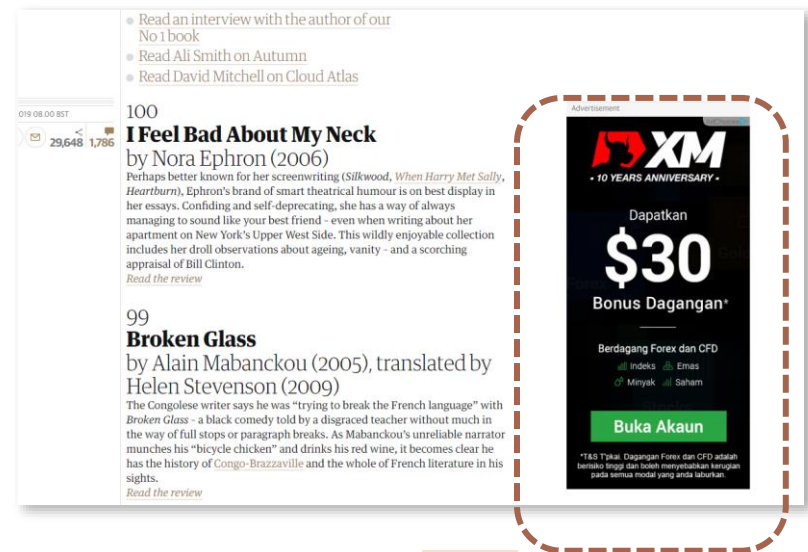 Read an interview with the author of our
No 1 book
Read Ali Smith on Autumn
Read David Mitchell on Cloud Atlas
019 08.00 BST
29,648 1,786
100
I Feel Bad About My Neck
by Nora Ephron (2006)
Perhaps better known for her screenwriting (Silkwood, When Harry Met Sally,
Heartburn), Ephron's brand of smart theatrical humour is on best display in
her essays. Confiding and self-deprecating, she has a way of always
managing to sound like your best friend – even when writing about her
apartment on New York's Upper West Side. This wildly enjoyable collection
includes her droll observations about ageing, vanity – and a scorching
appraisal of Bill Clinton.
Read the review
99
Broken Glass
by Alain Mabanckou (2005), translated by
Helen Stevenson (2009)
The Congolese writer says he was “trying to break the French language” with
Broken Glass – a black comedy told by a disgraced teacher without much in
the way of full stops or paragraph breaks. As Mabanckou's unreliable narrator
munches his “bicycle chicken” and drinks his red wine, it becomes clear he
has the history of Congo-Brazzaville and the whole of French literature in his
sights.
Read the review
Advertisement
XM
• 10 YEARS ANNIVERSARY •
Dapatkan
$30
Bonus Dagangan*
Berdagang Forex dan CFD
Indeks Emas
Minyak Saham
Buka Akaun
*T&S T'pkai. Dagangan Forex dan CFD adalah
berisiko tinggi dan boleh menyebabkan kerugian
pada semua modal yang anda laburkan.